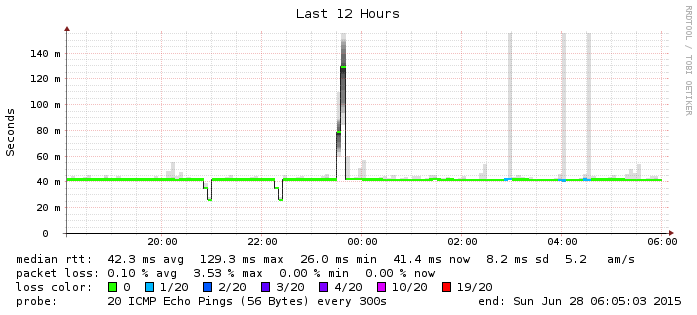 Last 12 Hours
RRDTOOL / TOBI OETIKER
Seconds
140 m
120 m
100 m
80 m
60 m
40 m
20 m
0
20:00 22:00 00:00 02:00 04:00 06:00
median rtt: 42.3 ms avg 129.3 ms max 26.0 ms min 41.4 ms now 8.2 ms sd 5.2 am/s
packet loss: 0.10 % avg 3.53 % max 0.00 % min 0.00 % now
loss color: 0 1/20 2/20 3/20 4/20 10/20 19/20
probe: 20 ICMP Echo Pings (56 Bytes) every 300s end: Sun Jun 28 06:05:03 2015